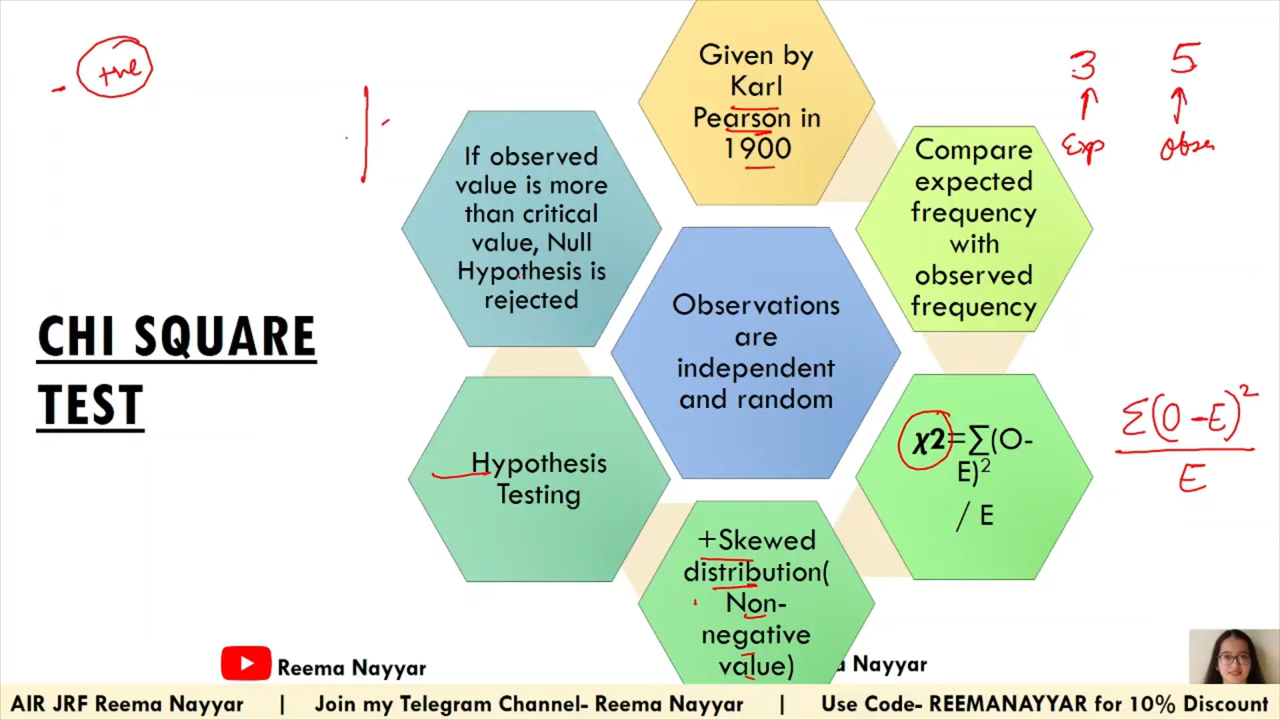 +ve
Given by
Karl
Pearson in
1900
3 5
Exp Obser
If observed
value is more
than critical
value, Null
Hypothesis is
rejected
Compare
expected
frequency
with
observed
frequency
Observations
are
independent
and random
CHI SQUARE
TEST
Hypothesis
Testing
χ2=∑(O-
E)²
/ E
Σ(O-E)²
E
+Skewed
distribution(
Non-
negative
value)
Reema Nayyar
a Nayyar
AIR JRF Reema Nayyar | Join my Telegram Channel- Reema Nayyar | Use Code- REEMANAYYAR for 10% Discount